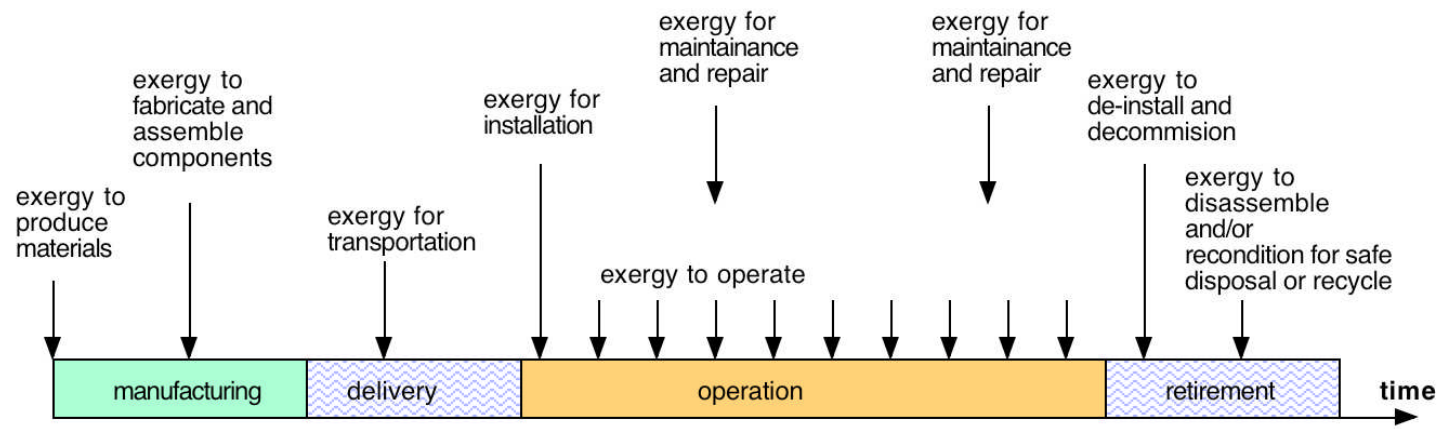 exergy to
produce
materials
exergy to
fabricate and
assemble
components
exergy for
transportation
exergy for
installation
exergy for
maintainance
and repair
exergy to operate
exergy for
maintainance
and repair
exergy to
de-install and
decommision
exergy to
disassemble
and/or
recondition for safe
disposal or recycle
manufacturing
delivery
operation
retirement
time